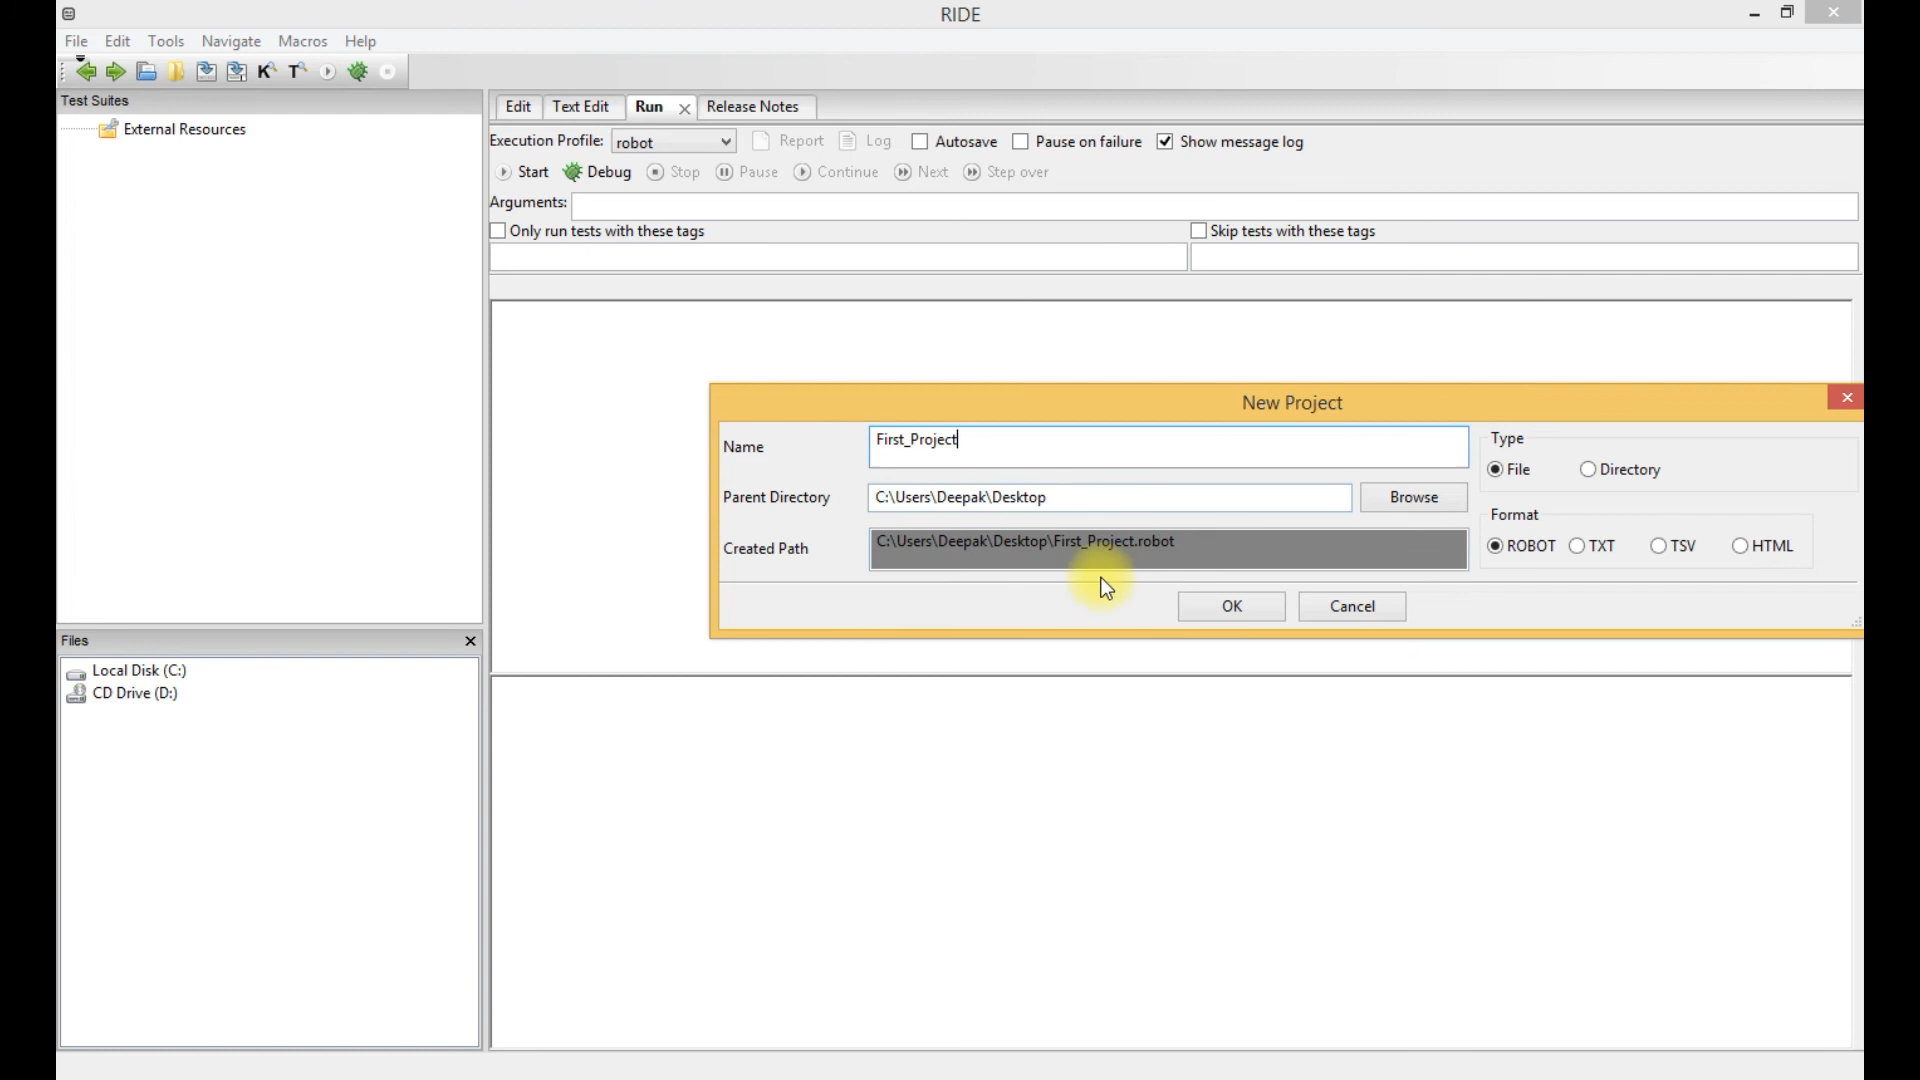 RIDE
File Edit Tools Navigate Macros Help
K T
Test Suites
External Resources
Edit Text Edit Run Release Notes
Execution Profile: robot Report Log Autosave Pause on failure Show message log
Start Debug Stop Pause Continue Next Step over
Arguments:
Only run tests with these tags Skip tests with these tags
New Project
Name First_Project
Type
File Directory
Parent Directory C:\Users\Deepak\Desktop Browse
Format
Created Path C:\Users\Deepak\Desktop\First_Project.robot
ROBOT TXT TSV HTML
OK Cancel
Files
Local Disk (C:)
CD Drive (D:)